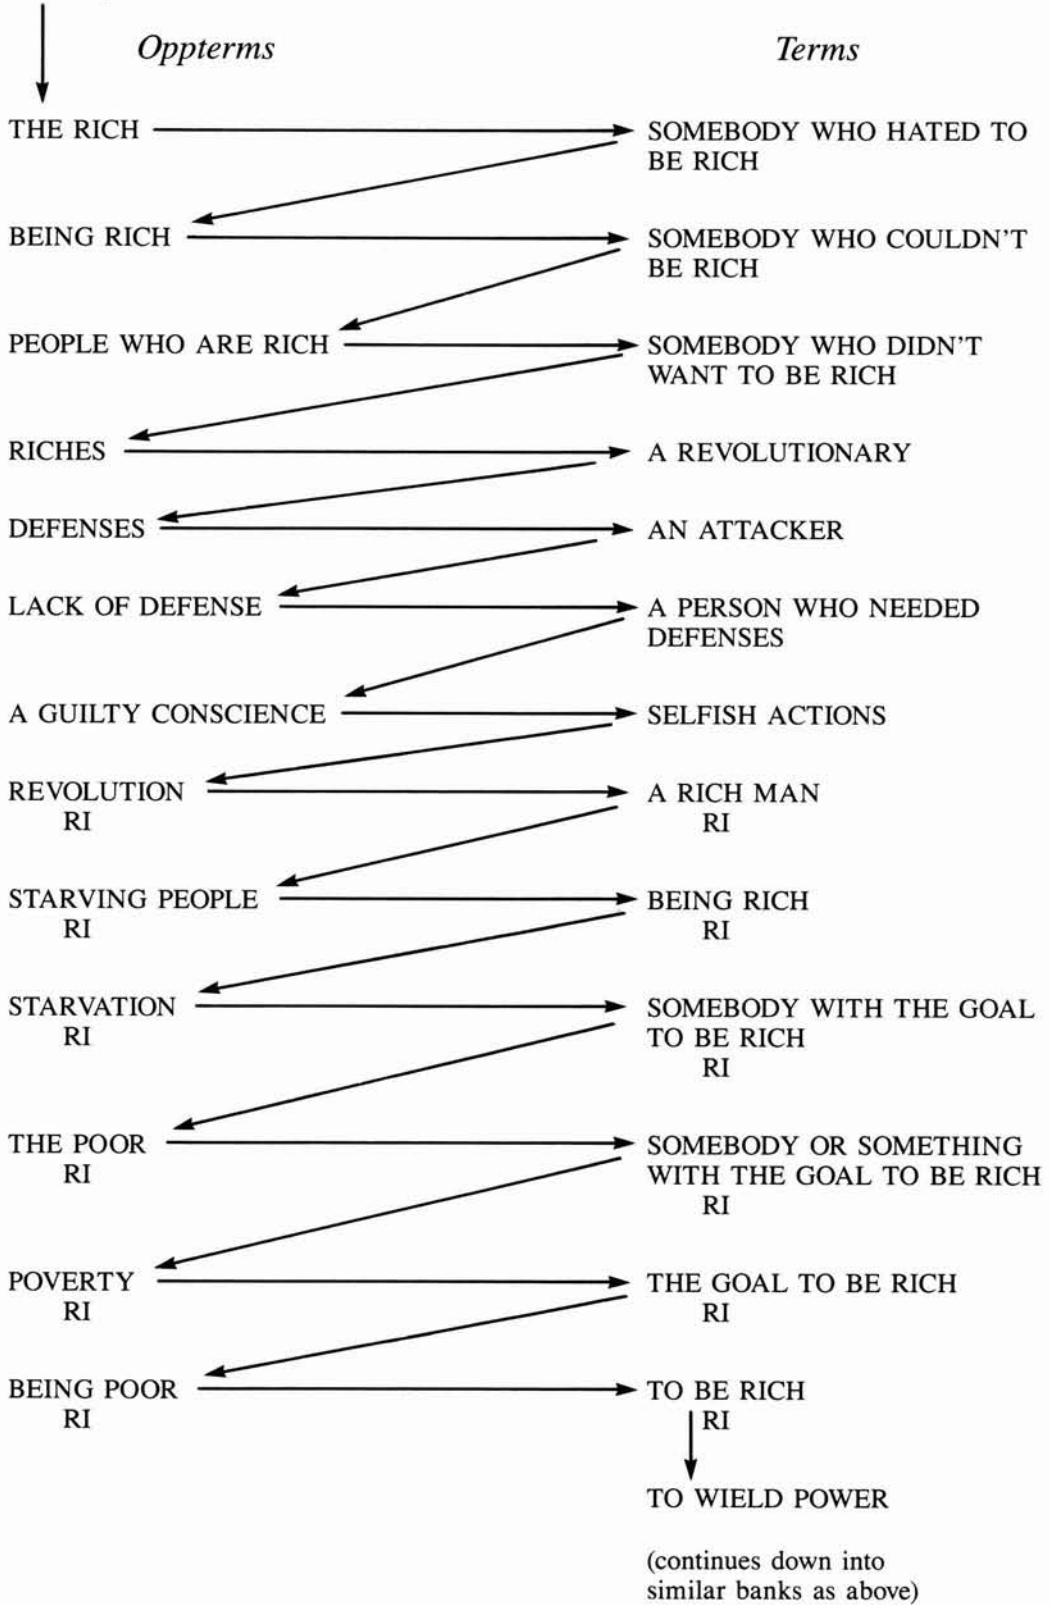 Oppterms Terms
THE RICH SOMEBODY WHO HATED TO
BE RICH
BEING RICH SOMEBODY WHO COULDN'T
BE RICH
PEOPLE WHO ARE RICH SOMEBODY WHO DIDN'T
WANT TO BE RICH
RICHES A REVOLUTIONARY
DEFENSES AN ATTACKER
LACK OF DEFENSE A PERSON WHO NEEDED
DEFENSES
A GUILTY CONSCIENCE SELFISH ACTIONS
REVOLUTION A RICH MAN
RI RI
STARVING PEOPLE BEING RICH
RI RI
STARVATION SOMEBODY WITH THE GOAL
RI TO BE RICH
RI
THE POOR SOMEBODY OR SOMETHING
RI WITH THE GOAL TO BE RICH
RI
POVERTY THE GOAL TO BE RICH
RI RI
BEING POOR TO BE RICH
RI RI
TO WIELD POWER
(continues down into
similar banks as above)